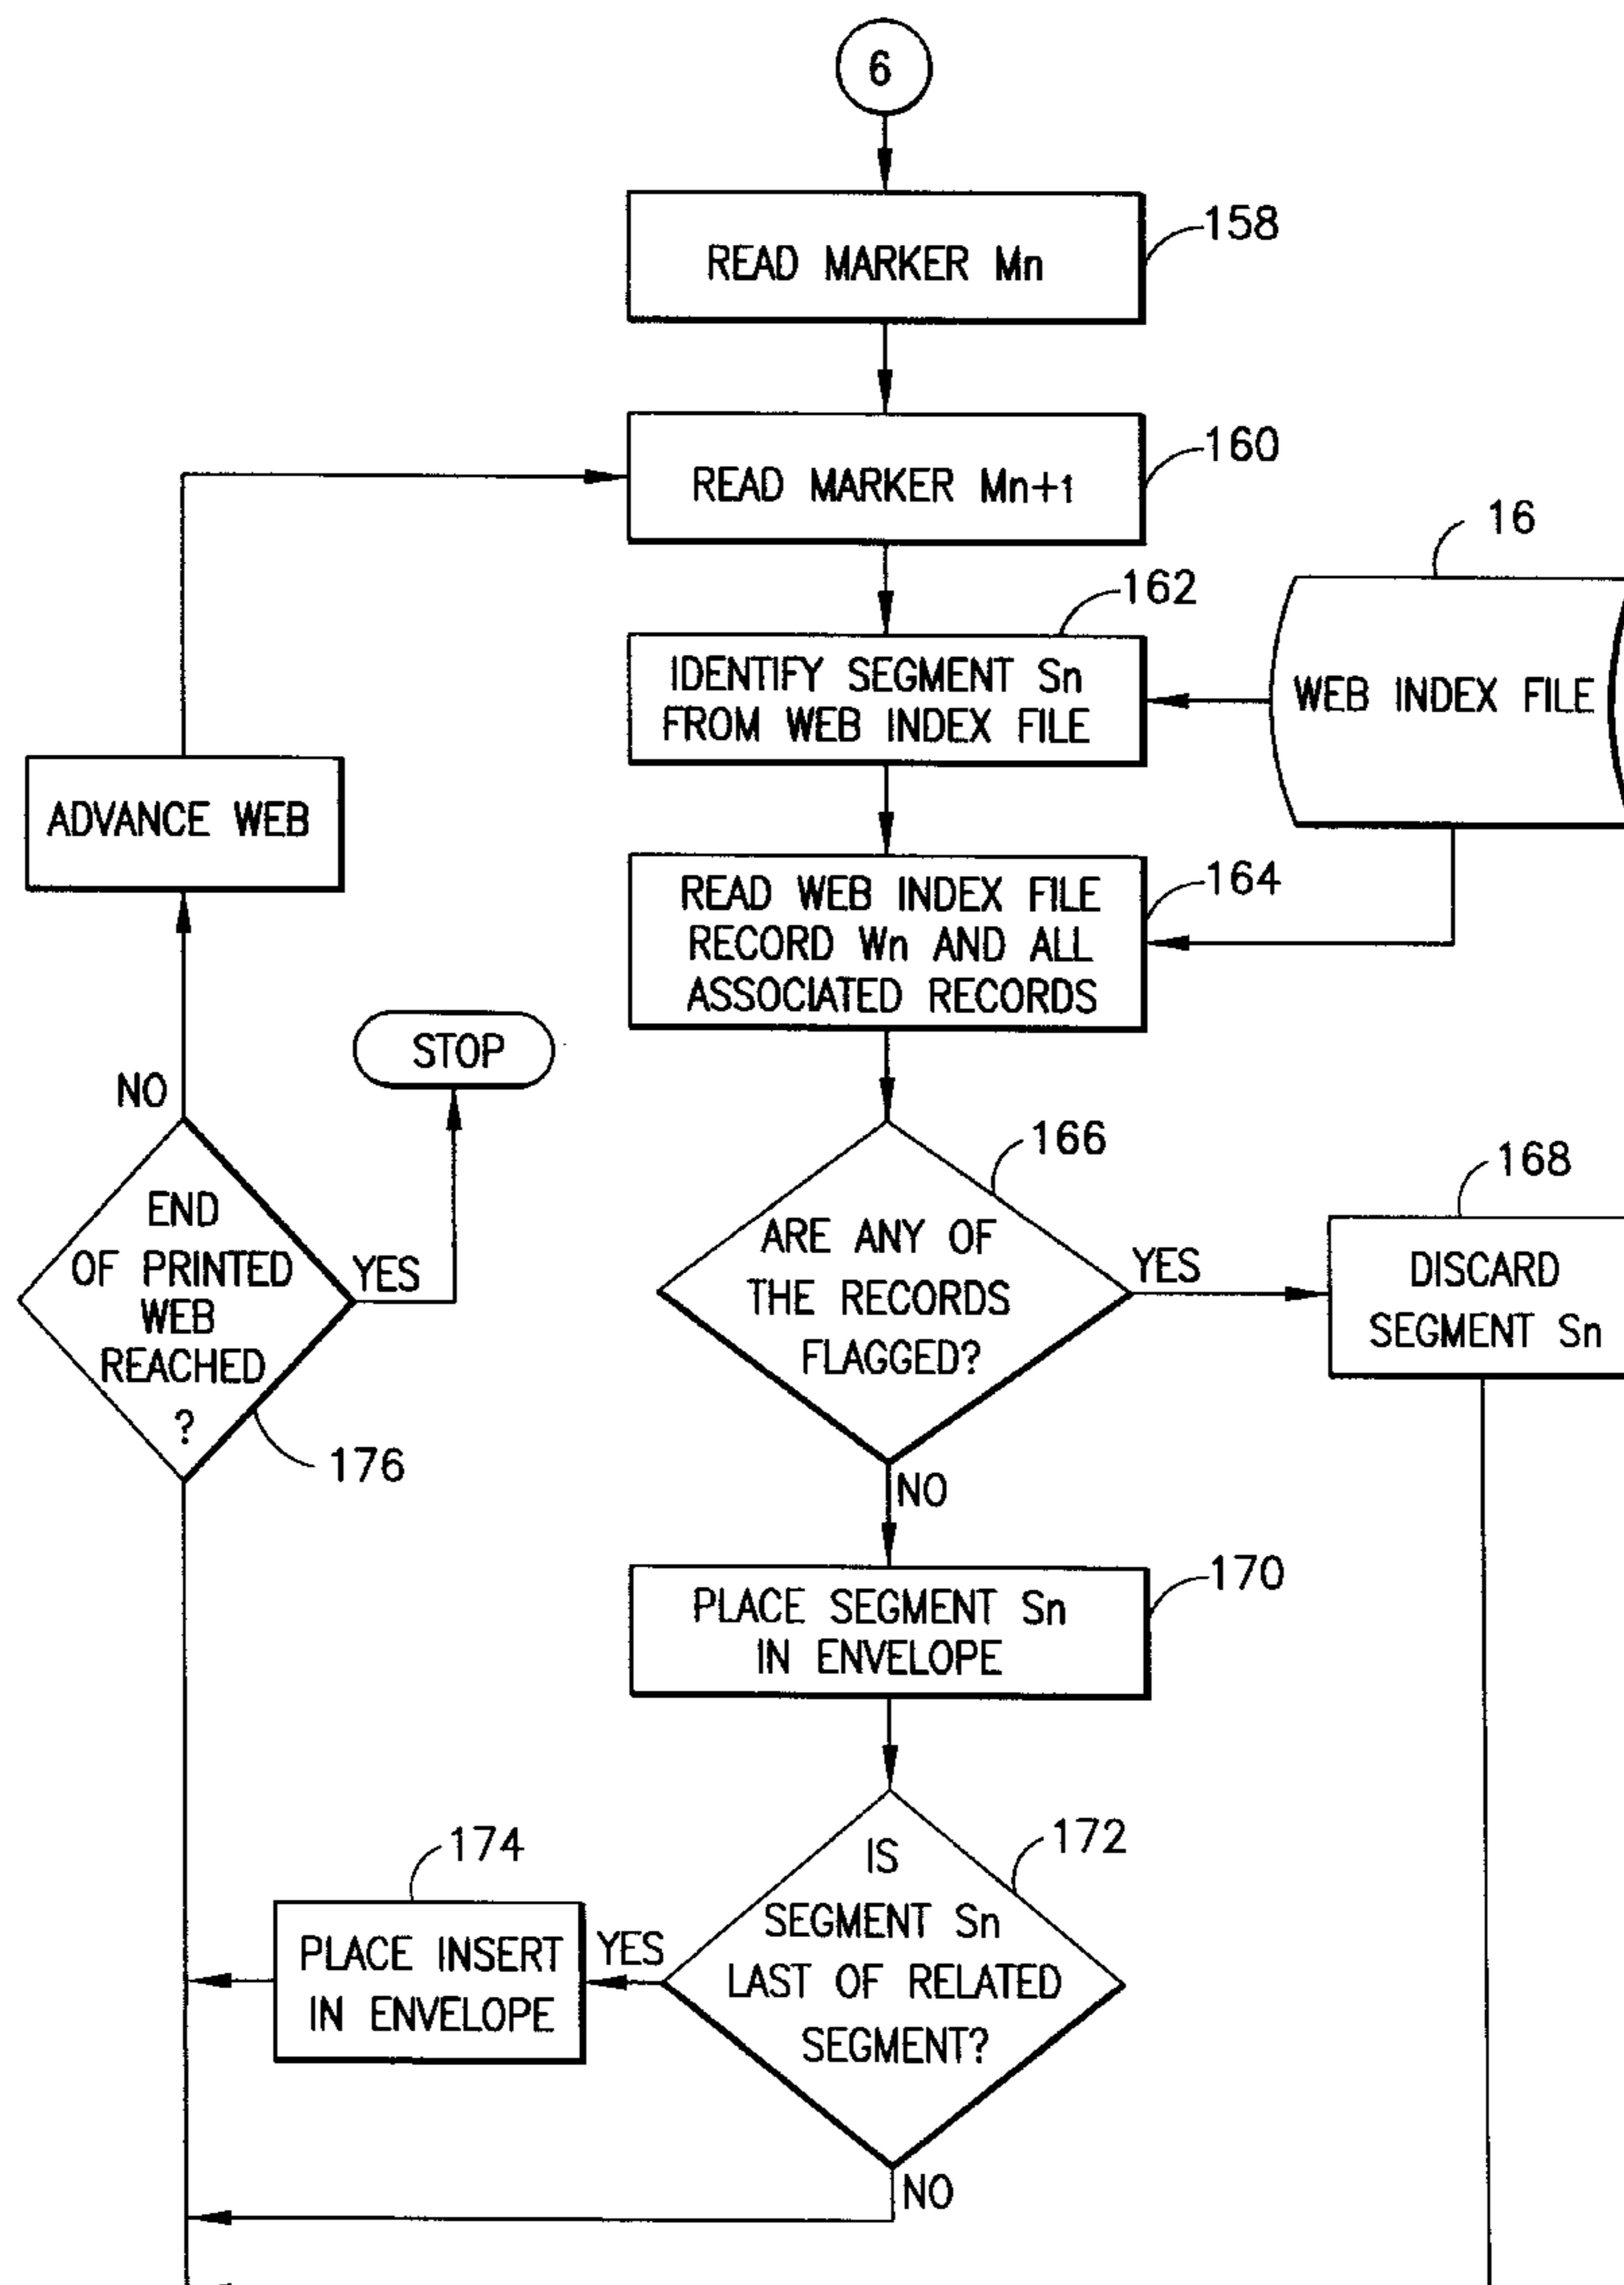 6
158
READ MARKER Mn
160
READ MARKER Mn+1
16
162
IDENTIFY SEGMENT Sn
FROM WEB INDEX FILE
WEB INDEX FILE
ADVANCE WEB
164
READ WEB INDEX FILE
RECORD Wn AND ALL
ASSOCIATED RECORDS
STOP
NO
166
168
END
OF PRINTED
WEB
REACHED
?
YES
176
ARE ANY OF
THE RECORDS
FLAGGED?
YES
DISCARD
SEGMENT Sn
NO
170
PLACE SEGMENT Sn
IN ENVELOPE
174
172
IS
SEGMENT Sn
LAST OF RELATED
SEGMENT?
YES
PLACE INSERT
IN ENVELOPE
NO